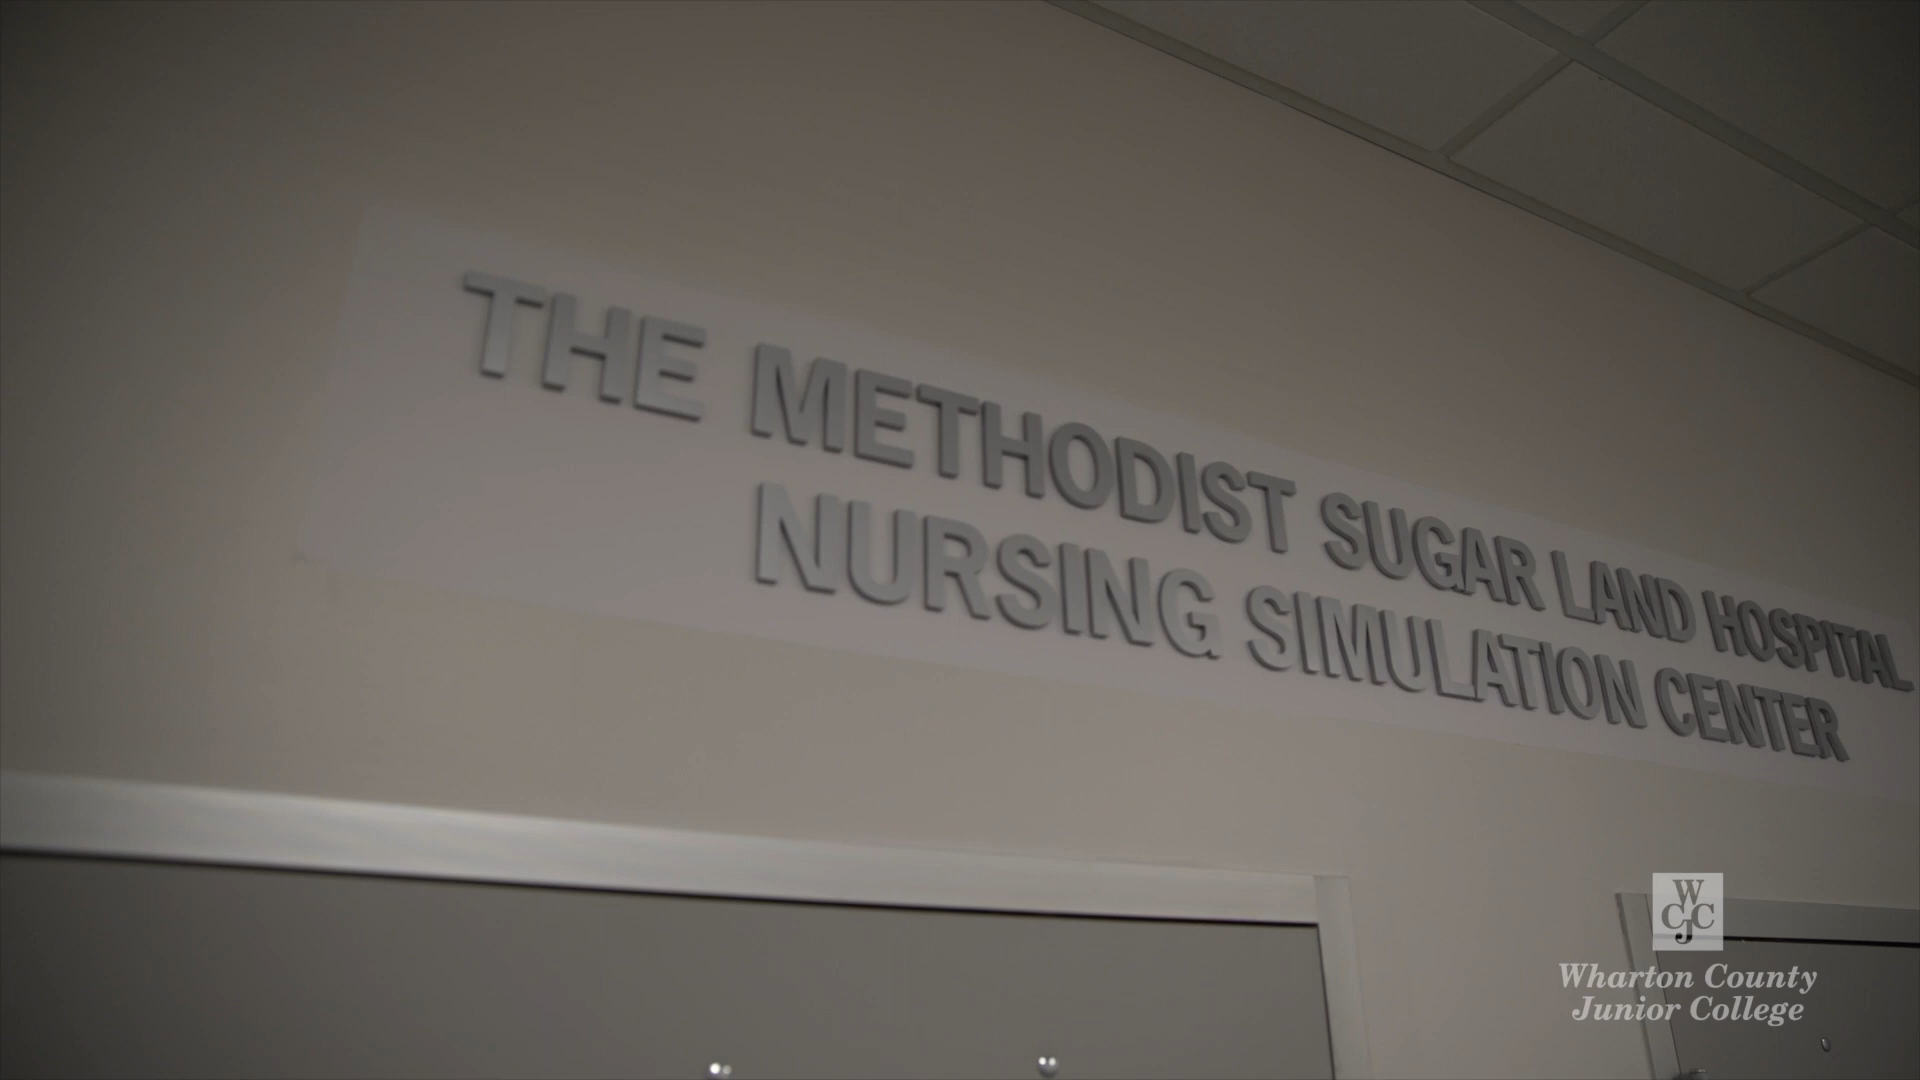 THE METHODIST SUGAR LAND HOSPITAL
NURSING SIMULATION CENTER
WCJC
Wharton County
Junior College